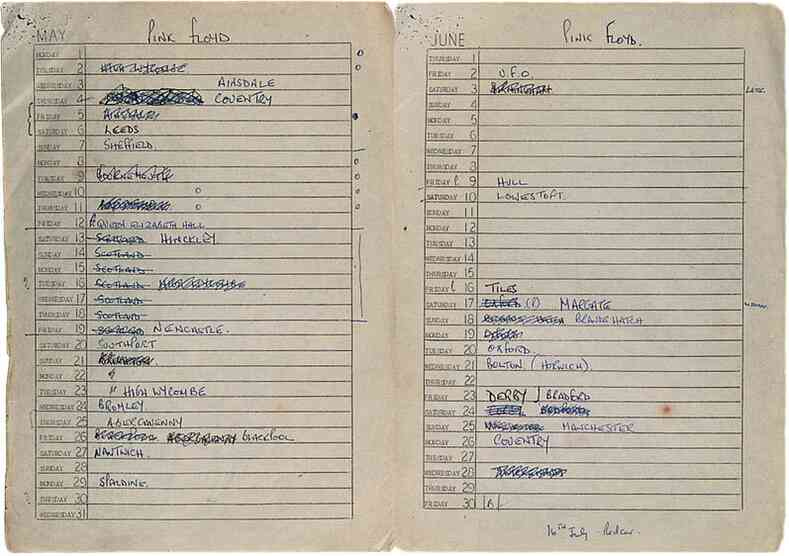 MAY PINK FLOYD
MONDAY 1
TUESDAY 2 HIGH WYCOMBE
WEDNESDAY 3 AINSDALE
THURSDAY 4 COVENTRY
FRIDAY 5
SATURDAY 6 LEEDS
SUNDAY 7 SHEFFIELD.
MONDAY 8
TUESDAY 9 BOURNEMOUTH
WEDNESDAY 10
THURSDAY 11
FRIDAY 12 QUEEN ELIZABETH HALL
SATURDAY 13 SCOTLAND HINCKLEY
SUNDAY 14 SCOTLAND
MONDAY 15 SCOTLAND
TUESDAY 16 SCOTLAND
WEDNESDAY 17 SCOTLAND
THURSDAY 18 SCOTLAND
FRIDAY 19 NEWCASTLE.
SATURDAY 20 SOUTHPORT
SUNDAY 21
MONDAY 22
TUESDAY 23 " HIGH WYCOMBE
WEDNESDAY 24 BROMLEY
THURSDAY 25 ABERGAVENNY
FRIDAY 26 BLACKPOOL
SATURDAY 27 NANTWICH.
SUNDAY 28
MONDAY 29 SPALDING.
TUESDAY 30
WEDNESDAY 31
JUNE PINK FLOYD.
THURSDAY 1
FRIDAY 2 U.F.O.
SATURDAY 3
SUNDAY 4
MONDAY 5
TUESDAY 6
WEDNESDAY 7
THURSDAY 8
FRIDAY 9 HULL
SATURDAY 10 LOWESTOFT.
SUNDAY 11
MONDAY 12
TUESDAY 13
WEDNESDAY 14
THURSDAY 15
FRIDAY 16 TILES
SATURDAY 17 MARGATE
SUNDAY 18 BRANDS HATCH
MONDAY 19
TUESDAY 20 OXFORD.
WEDNESDAY 21 BOLTON. (HORWICH).
THURSDAY 22
FRIDAY 23 DERBY BRADFORD
SATURDAY 24
SUNDAY 25 MANCHESTER
MONDAY 26 COVENTRY
TUESDAY 27
WEDNESDAY 28
THURSDAY 29
FRIDAY 30
16TH July - Redcar.